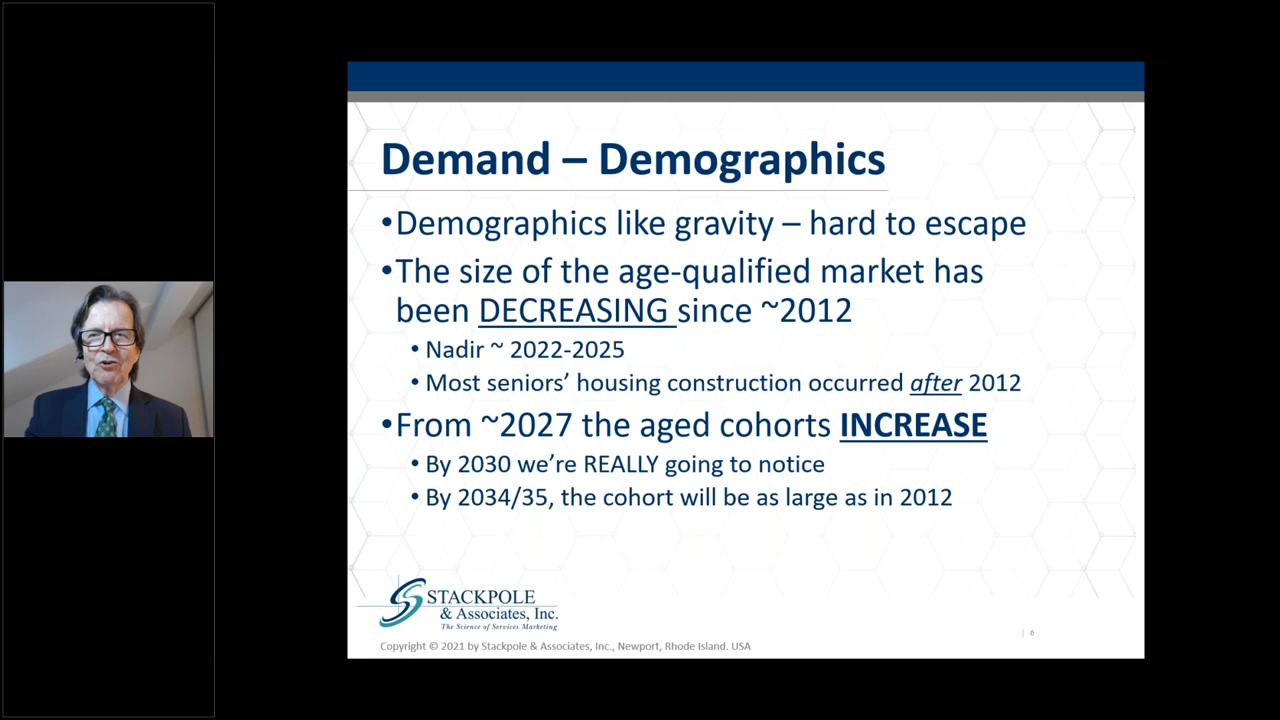 Demand – Demographics
•Demographics like gravity – hard to escape
•The size of the age-qualified market has
been DECREASING since ~2012
• Nadir ~ 2022-2025
• Most seniors’ housing construction occurred after 2012
•From ~2027 the aged cohorts INCREASE
• By 2030 we’re REALLY going to notice
• By 2034/35, the cohort will be as large as in 2012
STACKPOLE
& Associates, Inc.
The Science of Services Marketing
Copyright © 2021 by Stackpole & Associates, Inc., Newport, Rhode Island. USA
| 6